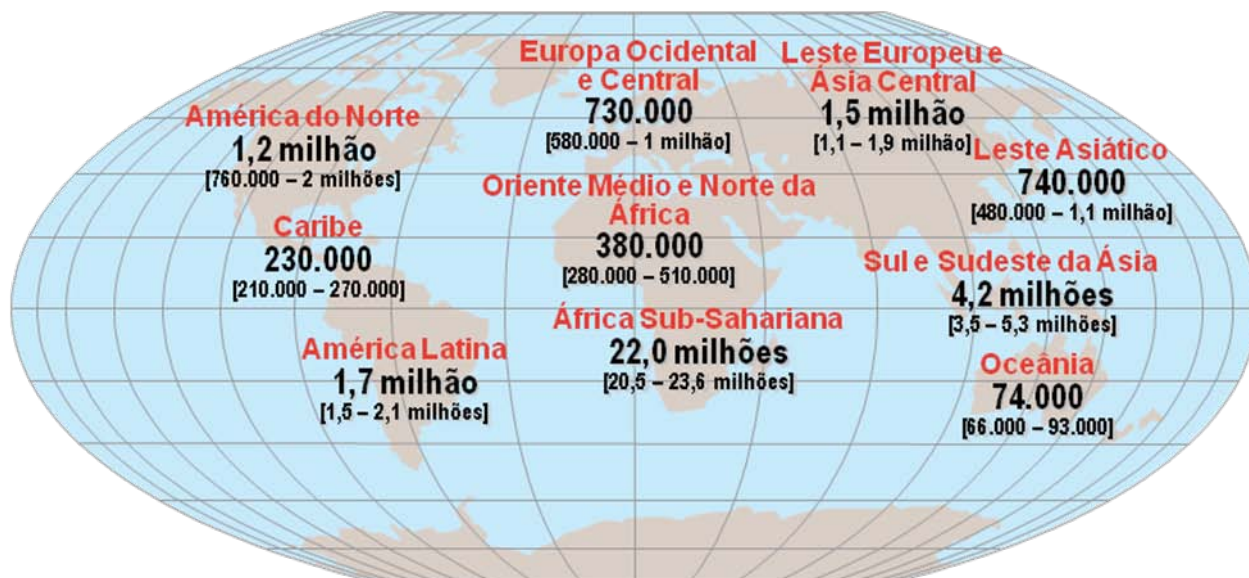 Europa Ocidental
e Central
730.000
[580.000 – 1 milhão]
Leste Europeu e
Ásia Central
1,5 milhão
[1,1 – 1,9 milhão]
América do Norte
1,2 milhão
[760.000 – 2 milhões]
Leste Asiático
740.000
[480.000 – 1,1 milhão]
Oriente Médio e Norte da
África
380.000
[280.000 – 510.000]
Caribe
230.000
[210.000 – 270.000]
Sul e Sudeste da Ásia
4,2 milhões
[3,5 – 5,3 milhões]
África Sub-Sahariana
22,0 milhões
[20,5 – 23,6 milhões]
América Latina
1,7 milhão
[1,5 – 2,1 milhões]
Oceânia
74.000
[66.000 – 93.000]